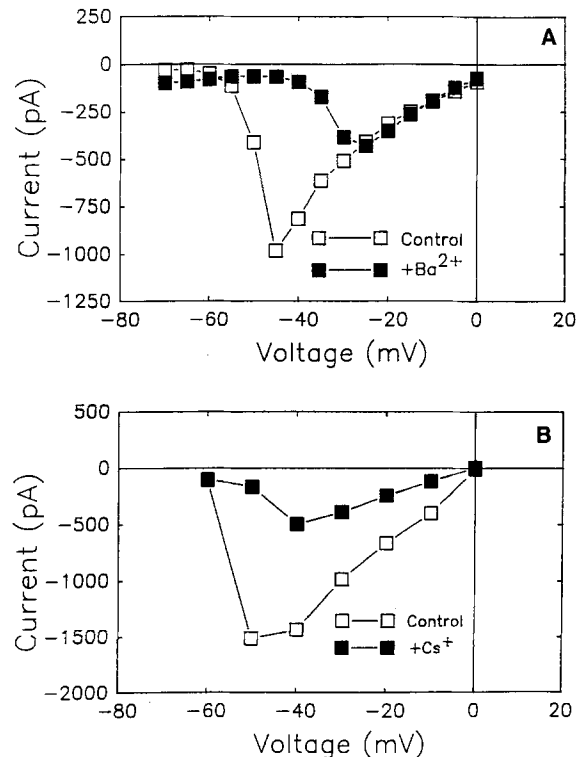 A
250
0
-250
-500
-750
-1000
-1250
Current (pA)
Control
+Ba²⁺
-80 -60 -40 -20 0 20
Voltage (mV)
B
500
0
-500
-1000
-1500
-2000
Current (pA)
Control
+Cs⁺
-80 -60 -40 -20 0 20
Voltage (mV)